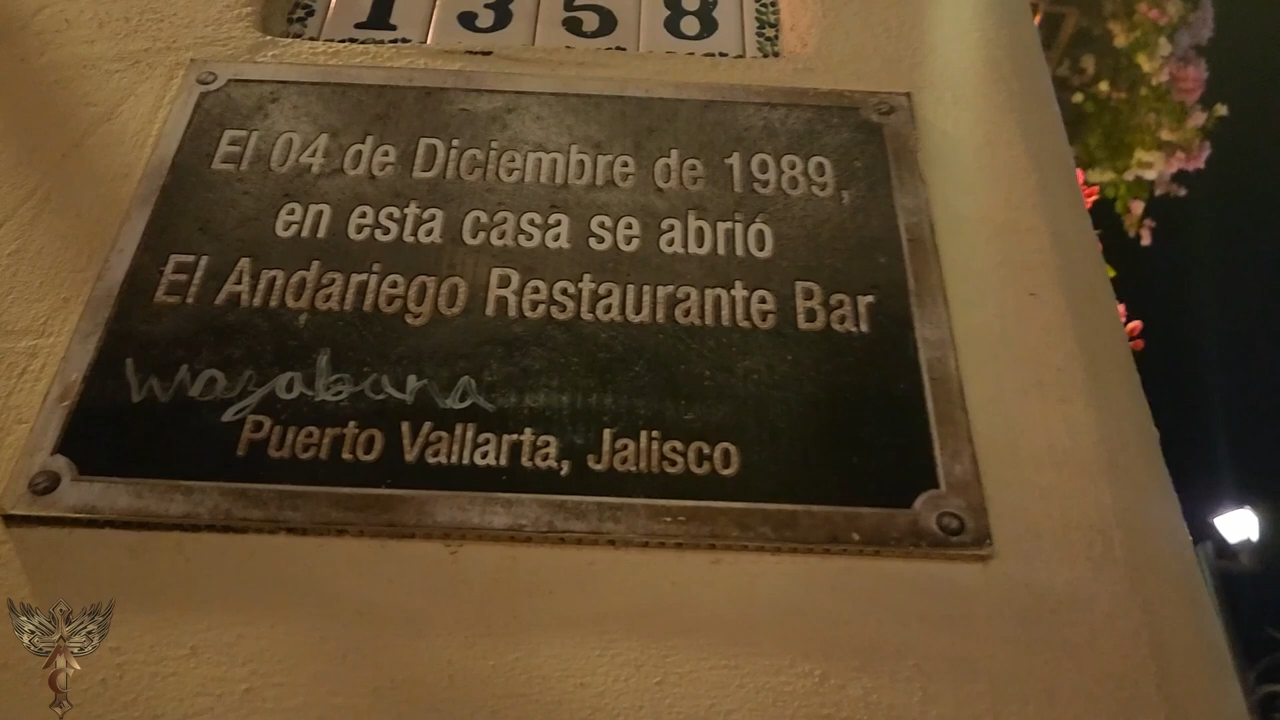 1358
El 04 de Diciembre de 1989,
en esta casa se abrió
El Andariego Restaurante Bar
Puerto Vallarta, Jalisco